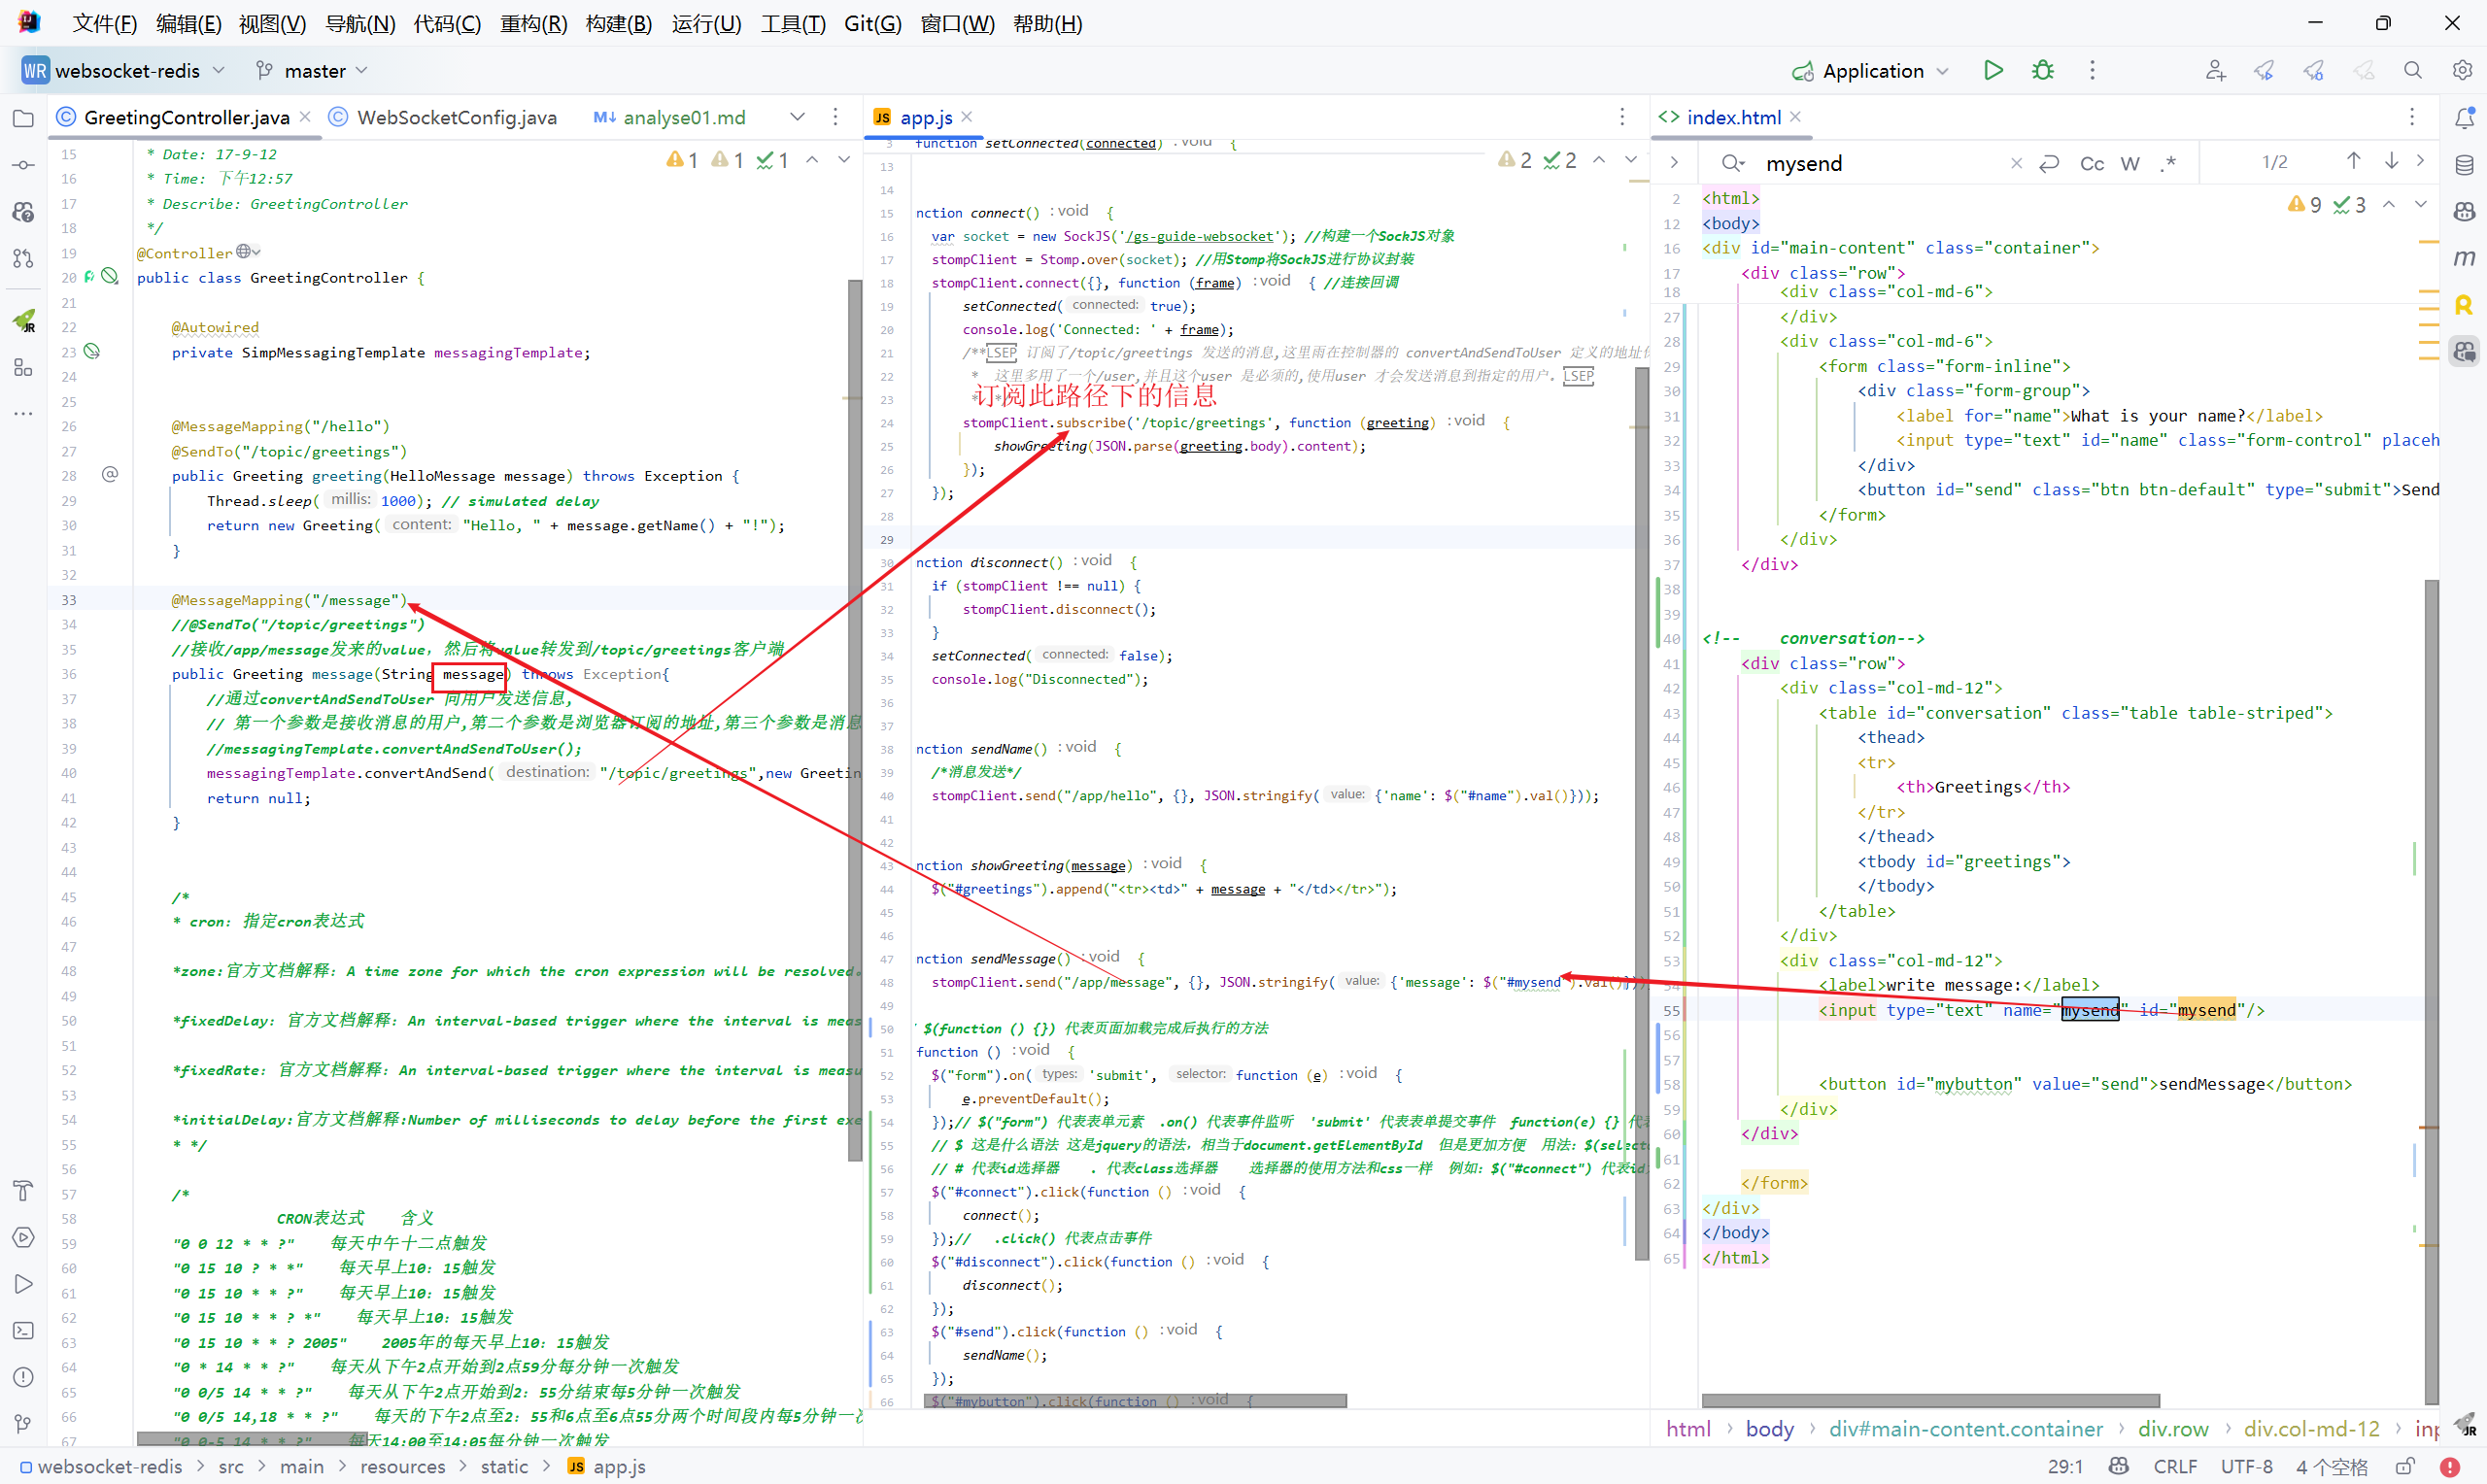 文件(F) 编辑(E) 视图(V) 导航(N) 代码(C) 重构(R) 构建(B) 运行(U) 工具(T) Git(G) 窗口(W) 帮助(H)
WR websocket-redis master Application
GreetingController.java WebSocketConfig.java M↓ analyse01.md
1 1 1
15 * Date: 17-9-12
16 * Time: 下午12:57
17 * Describe: GreetingController
18 */
19 @Controller
20 public class GreetingController {
21
22 @Autowired
23 private SimpMessagingTemplate messagingTemplate;
24
25
26 @MessageMapping("/hello")
27 @SendTo("/topic/greetings")
28 public Greeting greeting(HelloMessage message) throws Exception {
29 Thread.sleep( millis: 1000); // simulated delay
30 return new Greeting( content: "Hello, " + message.getName() + "!");
31 }
32
33 @MessageMapping("/message")
34 //@SendTo("/topic/greetings")
35 //接收/app/message发来的value，然后将value转发到/topic/greetings客户端
36 public Greeting message(String message) throws Exception{
37 //通过convertAndSendToUser 向用户发送信息,
38 // 第一个参数是接收消息的用户,第二个参数是浏览器订阅的地址,第三个参数是消息
39 //messagingTemplate.convertAndSendToUser();
40 messagingTemplate.convertAndSend( destination: "/topic/greetings",new Greetin
41 return null;
42 }
43
44
45 /*
46 * cron: 指定cron表达式
47
48 *zone:官方文档解释: A time zone for which the cron expression will be resolved.
49
50 *fixedDelay: 官方文档解释: An interval-based trigger where the interval is meas
51
52 *fixedRate: 官方文档解释: An interval-based trigger where the interval is measu
53
54 *initialDelay:官方文档解释:Number of milliseconds to delay before the first exe
55 * */
56
57 /*
58 CRON表达式 含义
59 "0 0 12 * * ?" 每天中午十二点触发
60 "0 15 10 ? * *" 每天早上10: 15触发
61 "0 15 10 * * ?" 每天早上10: 15触发
62 "0 15 10 * * ? *" 每天早上10: 15触发
63 "0 15 10 * * ? 2005" 2005年的每天早上10: 15触发
64 "0 * 14 * * ?" 每天从下午2点开始到2点59分每分钟一次触发
65 "0 0/5 14 * * ?" 每天从下午2点开始到2: 55分结束每5分钟一次触发
66 "0 0/5 14,18 * * ?" 每天的下午2点至2: 55和6点至6点55分两个时间段内每5分钟一次
67 "0 0-5 14 * * ?" 每天14:00至14:05每分钟一次触发
JS app.js
2 2
3 function setConnected(connected) : void {
13
14
15 nction connect() : void {
16 var socket = new SockJS('/gs-guide-websocket'); //构建一个SockJS对象
17 stompClient = Stomp.over(socket); //用Stomp将SockJS进行协议封装
18 stompClient.connect({}, function (frame) : void { //连接回调
19 setConnected( connected: true);
20 console.log('Connected: ' + frame);
21 /**LSEP 订阅了/topic/greetings 发送的消息,这里雨在控制器的 convertAndSendToUser 定义的地址
22 * 这里多用了一个/user,并且这个user 是必须的,使用user 才会发送消息到指定的用户. LSEP
23 *
订阅此路径下的信息
24 stompClient.subscribe('/topic/greetings', function (greeting) : void {
25 showGreeting(JSON.parse(greeting.body).content);
26 });
27 });
28
29
30 nction disconnect() : void {
31 if (stompClient !== null) {
32 stompClient.disconnect();
33 }
34 setConnected( connected: false);
35 console.log("Disconnected");
36
37
38 nction sendName() : void {
39 /*消息发送*/
40 stompClient.send("/app/hello", {}, JSON.stringify( value: {'name': $("#name").val()}));
41
42
43 nction showGreeting(message) : void {
44 $("#greetings").append("<tr><td>" + message + "</td></tr>");
45
46
47 nction sendMessage() : void {
48 stompClient.send("/app/message", {}, JSON.stringify( value: {'message': $("#mysend").val()}));
49
50 $(function () {}) 代表页面加载完成后执行的方法
51 function () : void {
52 $("form").on( types: 'submit', selector: function (e) : void {
53 e.preventDefault();
54 });// $("form") 代表表单元素 .on() 代表事件监听 'submit' 代表表单提交事件 function(e) {} 代
55 // $ 这是什么语法 这是jquery的语法，相当于document.getElementById 但是更加方便 用法: $(select
56 // # 代表id选择器 . 代表class选择器 选择器的使用方法和css一样 例如: $("#connect") 代表id
57 $("#connect").click(function () : void {
58 connect();
59 });// .click() 代表点击事件
60 $("#disconnect").click(function () : void {
61 disconnect();
62 });
63 $("#send").click(function () : void {
64 sendName();
65 });
66 $("#mybutton").click(function () : void {
<> index.html
mysend Cc W .* 1/2
9 3
2 <html>
12 <body>
16 <div id="main-content" class="container">
17 <div class="row">
18 <div class="col-md-6">
27 </div>
28 <div class="col-md-6">
29 <form class="form-inline">
30 <div class="form-group">
31 <label for="name">What is your name?</label>
32 <input type="text" id="name" class="form-control" placeh
33 </div>
34 <button id="send" class="btn btn-default" type="submit">Send
35 </form>
36 </div>
37 </div>
38
39
40 <!-- conversation-->
41 <div class="row">
42 <div class="col-md-12">
43 <table id="conversation" class="table table-striped">
44 <thead>
45 <tr>
46 <th>Greetings</th>
47 </tr>
48 </thead>
49 <tbody id="greetings">
50 </tbody>
51 </table>
52 </div>
53 <div class="col-md-12">
54 <label>write message:</label>
55 <input type="text" name="mysend" id="mysend"/>
56
57
58 <button id="mybutton" value="send">sendMessage</button>
59 </div>
60 </div>
61
62 </form>
63 </div>
64 </body>
65 </html>
html › body › div#main-content.container › div.row › div.col-md-12 › inp
websocket-redis > src > main > resources > static > JS app.js
29:1 CRLF UTF-8 4 个空格